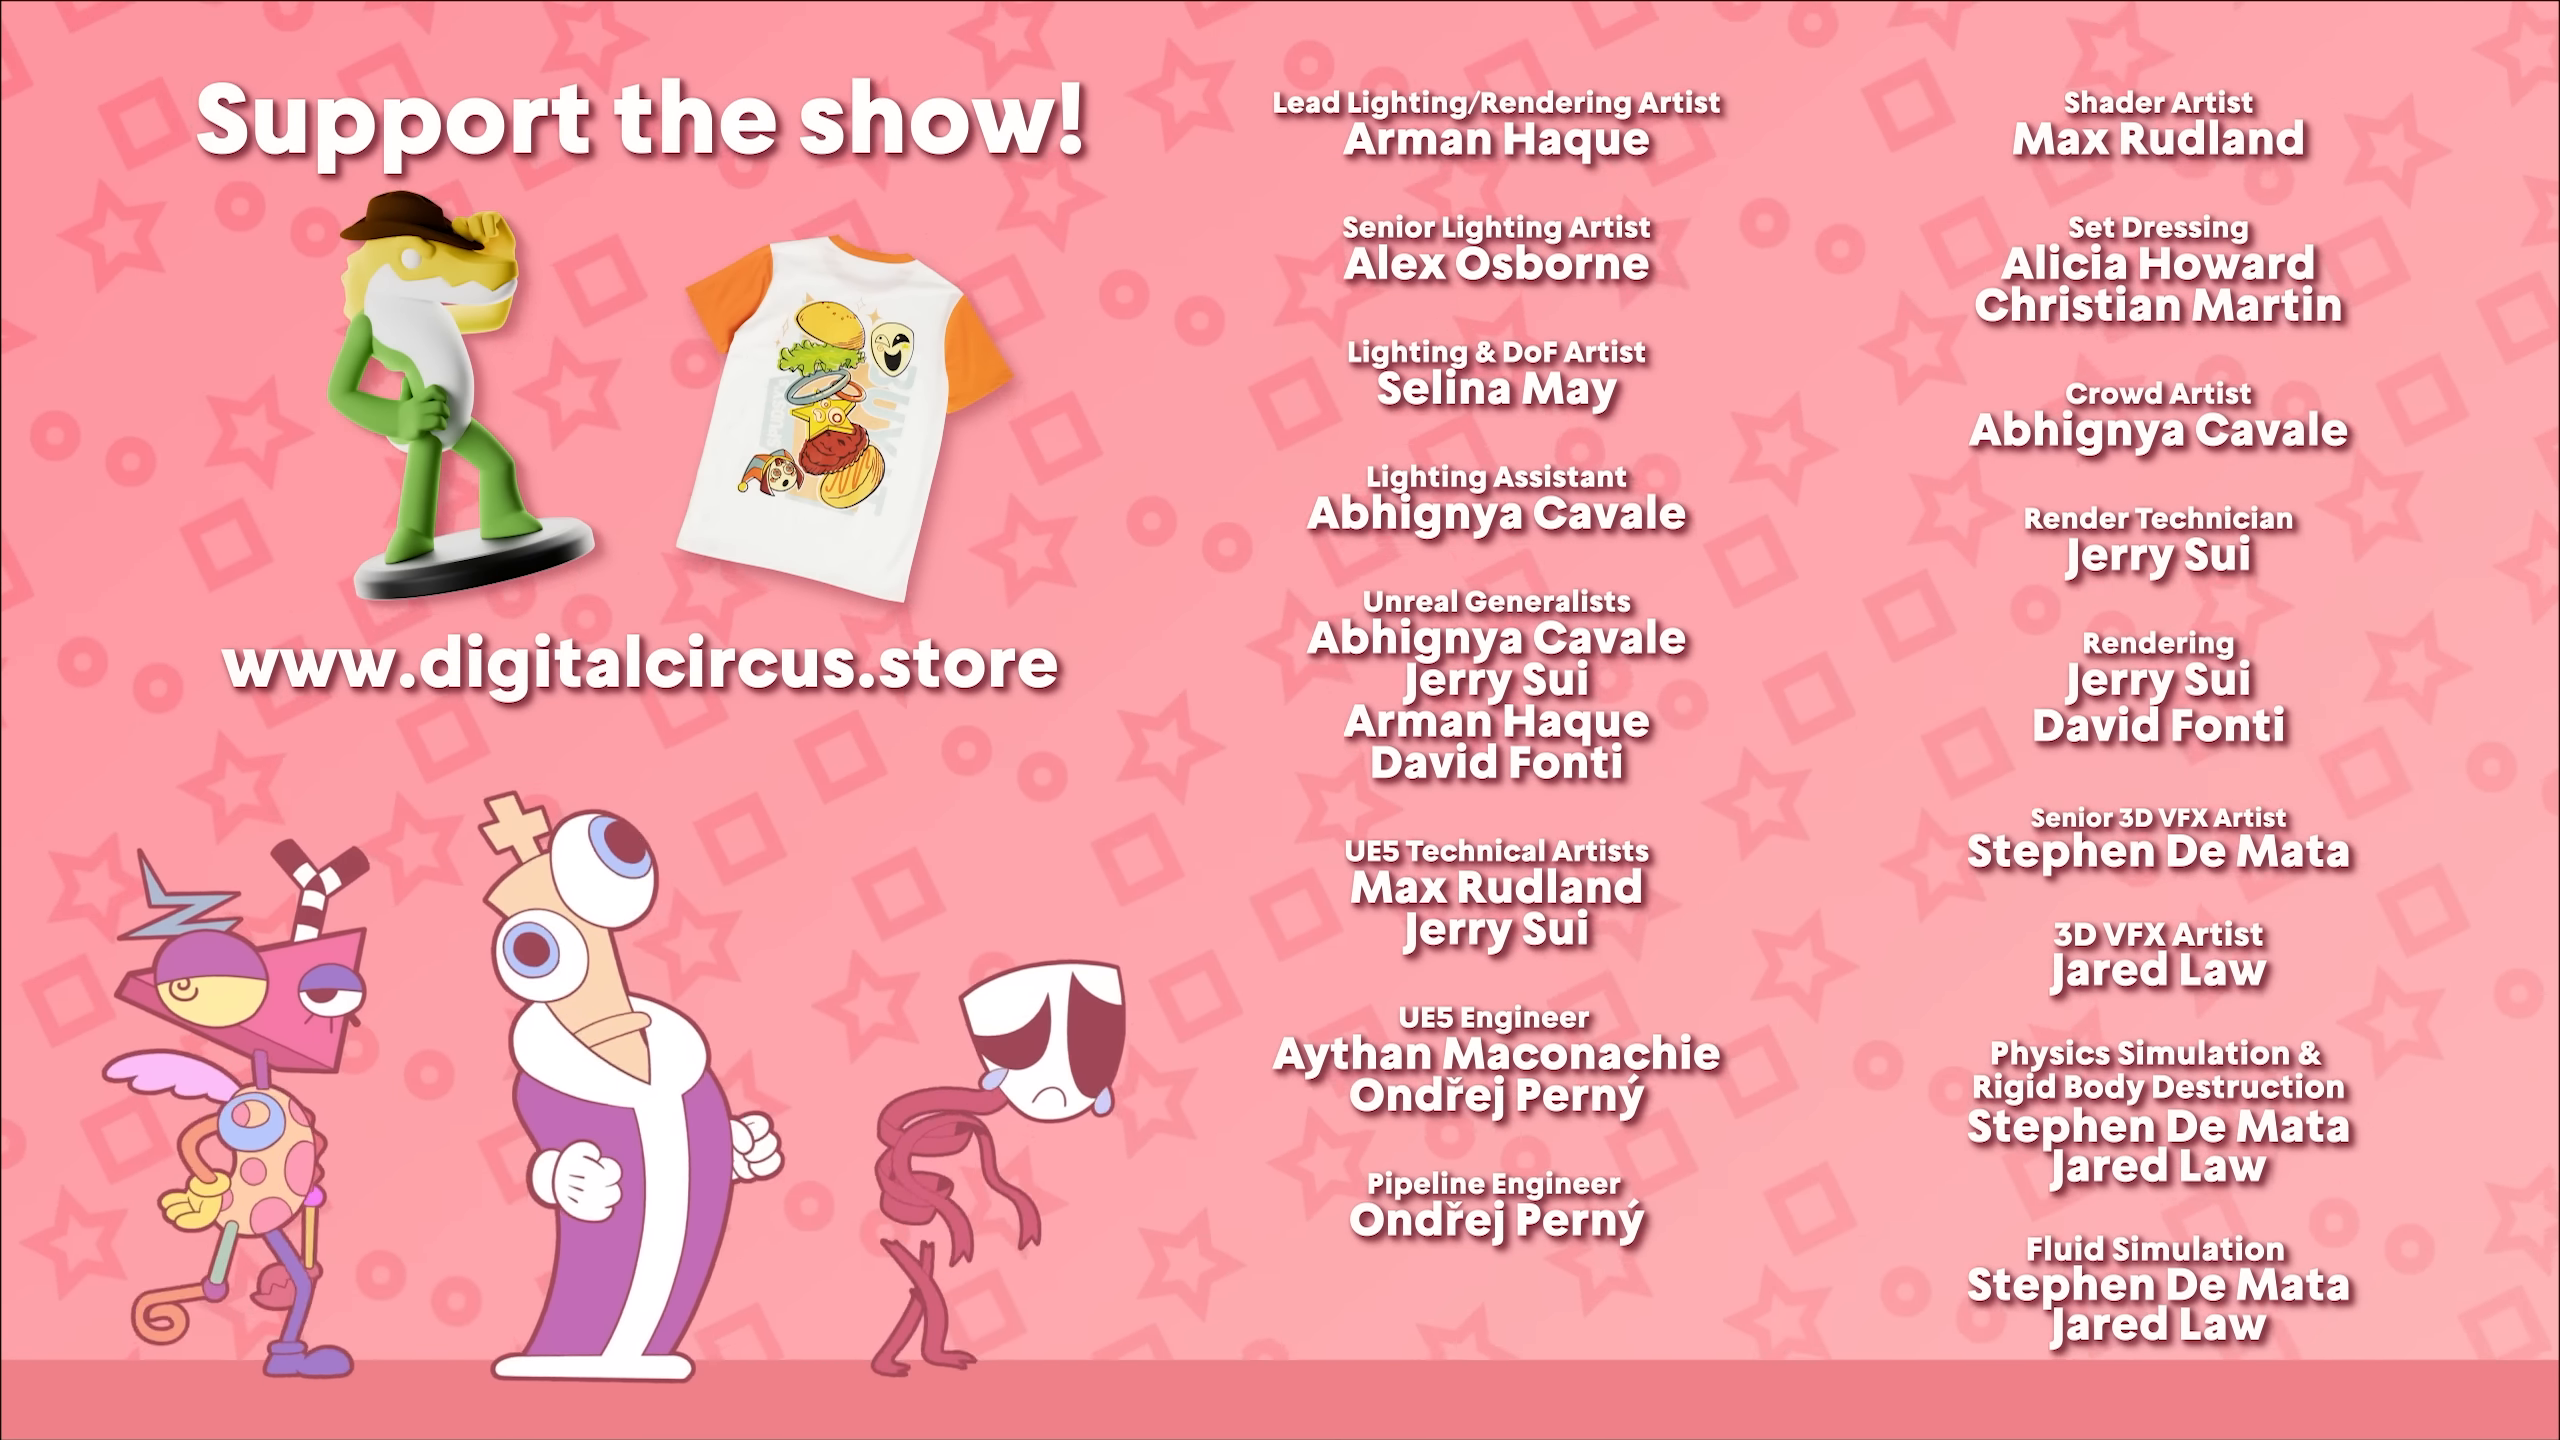 Support the show!
www.digitalcircus.store
Lead Lighting/Rendering Artist
Arman Haque
Senior Lighting Artist
Alex Osborne
Lighting & DoF Artist
Selina May
Lighting Assistant
Abhignya Cavale
Unreal Generalists
Abhignya Cavale
Jerry Sui
Arman Haque
David Fonti
UE5 Technical Artists
Max Rudland
Jerry Sui
UE5 Engineer
Aythan Maconachie
Ondřej Perný
Pipeline Engineer
Ondřej Perný
Shader Artist
Max Rudland
Set Dressing
Alicia Howard
Christian Martin
Crowd Artist
Abhignya Cavale
Render Technician
Jerry Sui
Rendering
Jerry Sui
David Fonti
Senior 3D VFX Artist
Stephen De Mata
3D VFX Artist
Jared Law
Physics Simulation &
Rigid Body Destruction
Stephen De Mata
Jared Law
Fluid Simulation
Stephen De Mata
Jared Law